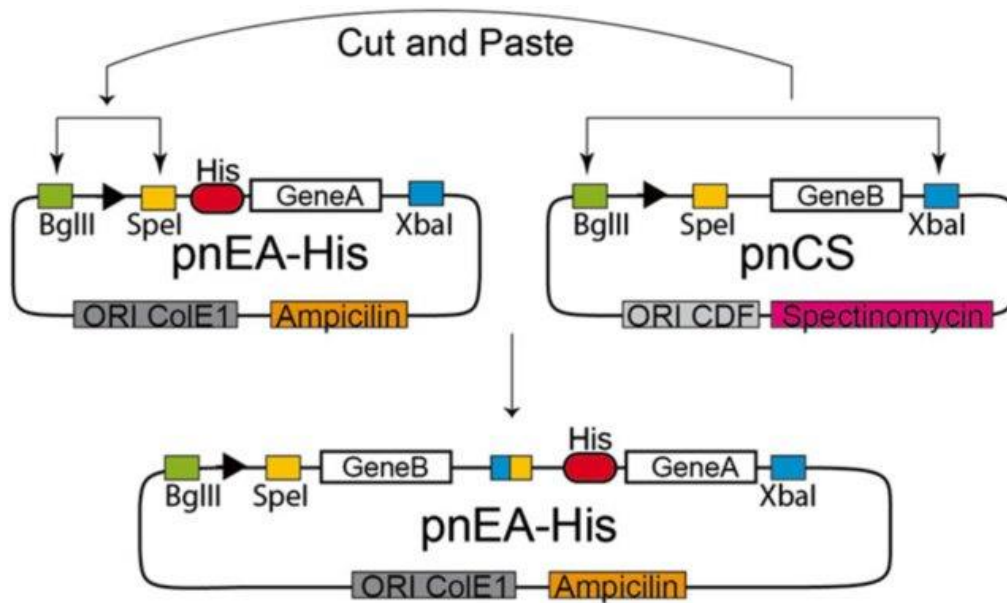 Cut and Paste
His
GeneA
BglII
SpeI
XbaI
pnEA-His
ORI ColE1
Ampicilin
GeneB
BglII
SpeI
XbaI
pnCS
ORI CDF
Spectinomycin
His
GeneB
GeneA
BglII
SpeI
XbaI
pnEA-His
ORI ColE1
Ampicilin